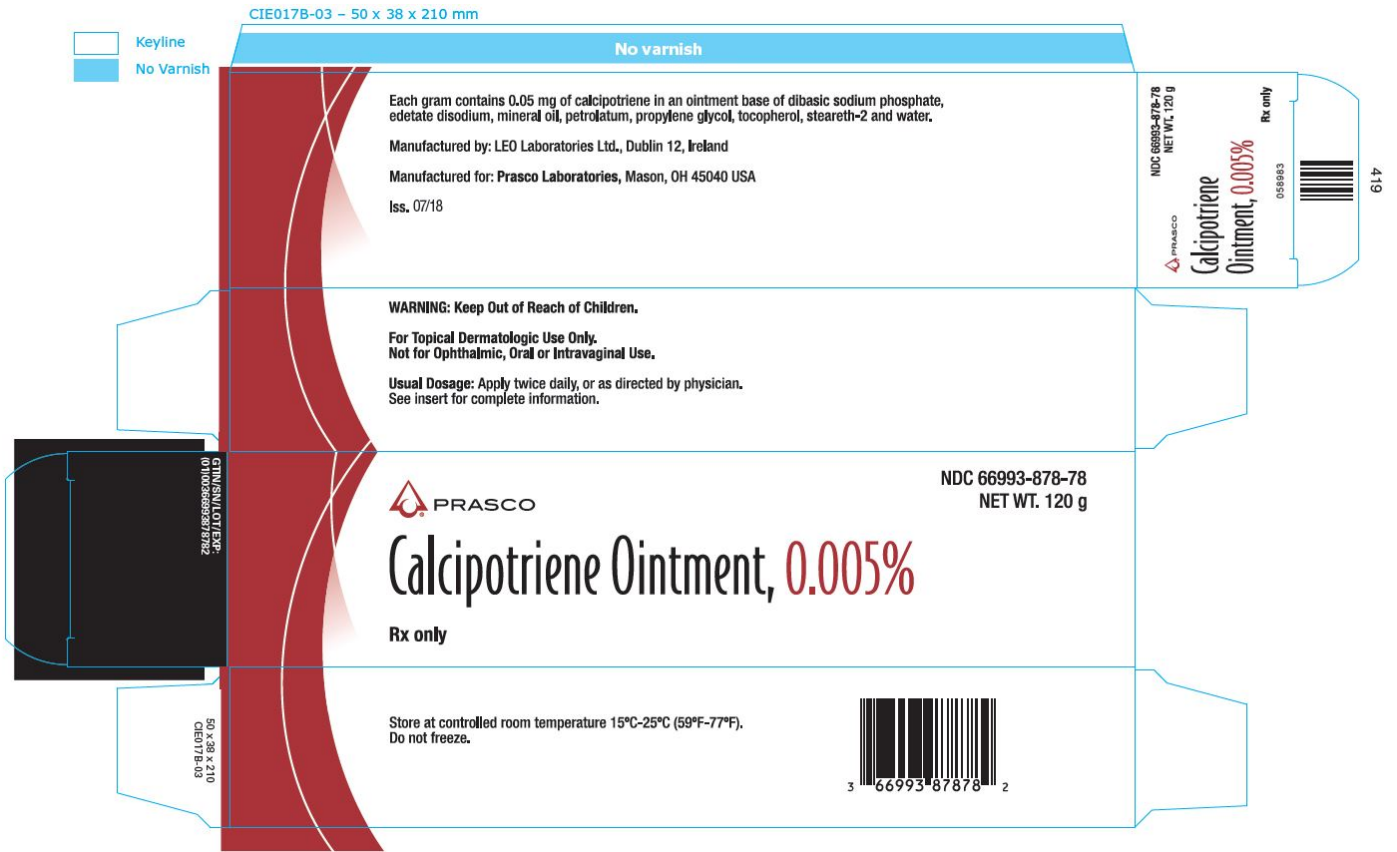 CIE017B-03 – 50 x 38 x 210 mm
Keyline
No Varnish
No varnish
Each gram contains 0.05 mg of calcipotriene in an ointment base of dibasic sodium phosphate,
edetate disodium, mineral oil, petrolatum, propylene glycol, tocopherol, steareth-2 and water.
Manufactured by: LEO Laboratories Ltd., Dublin 12, Ireland
Manufactured for: Prasco Laboratories, Mason, OH 45040 USA
Iss. 07/18
NDC 66993-878-78
NET WT. 120 g
PRASCO
Calcipotriene
Ointment, 0.005%
Rx only
058983
419
WARNING: Keep Out of Reach of Children.
For Topical Dermatologic Use Only.
Not for Ophthalmic, Oral or Intravaginal Use.
Usual Dosage: Apply twice daily, or as directed by physician.
See insert for complete information.
GTIN/SN/LOT/EXP:
(01)00366993878782
PRASCO
NDC 66993-878-78
NET WT. 120 g
Calcipotriene Ointment, 0.005%
Rx only
50 x 38 x 210
CIE017B-03
Store at controlled room temperature 15°C-25°C (59°F-77°F).
Do not freeze.
3 66993 87878 2